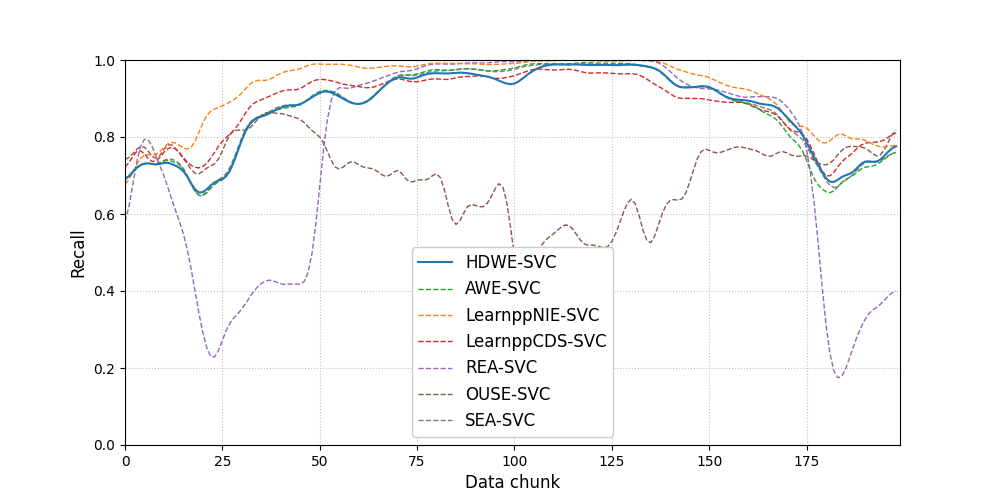 1.0
0.8
0.6
0.4
0.2
0.0
Recall
HDWE-SVC
AWE-SVC
LearnppNIE-SVC
LearnppCDS-SVC
REA-SVC
OUSE-SVC
SEA-SVC
0 25 50 75 100 125 150 175
Data chunk